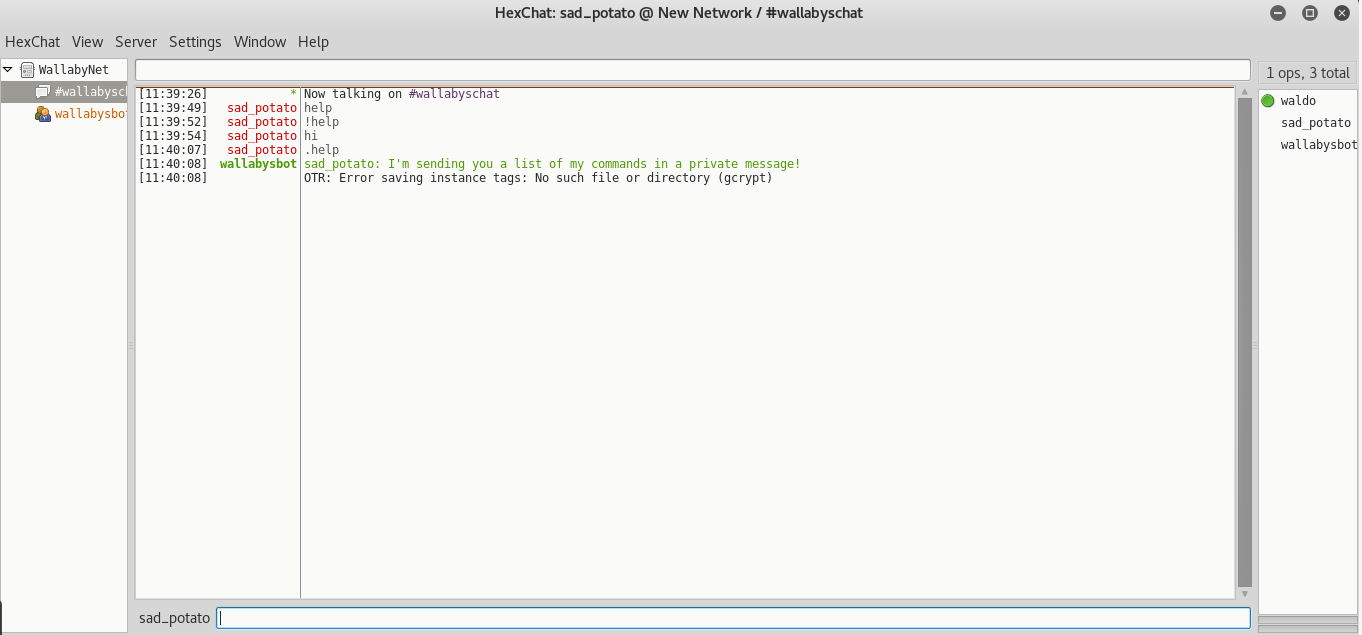 HexChat: sad_potato @ New Network / #wallabyschat
HexChat View Server Settings Window Help
WallabyNet
#wallabysc
wallabysbo
[11:39:26] * Now talking on #wallabyschat
[11:39:49] sad_potato help
[11:39:52] sad_potato !help
[11:39:54] sad_potato hi
[11:40:07] sad_potato .help
[11:40:08] wallabysbot sad_potato: I'm sending you a list of my commands in a private message!
[11:40:08] OTR: Error saving instance tags: No such file or directory (gcrypt)
1 ops, 3 total
waldo
sad_potato
wallabysbot
sad_potato